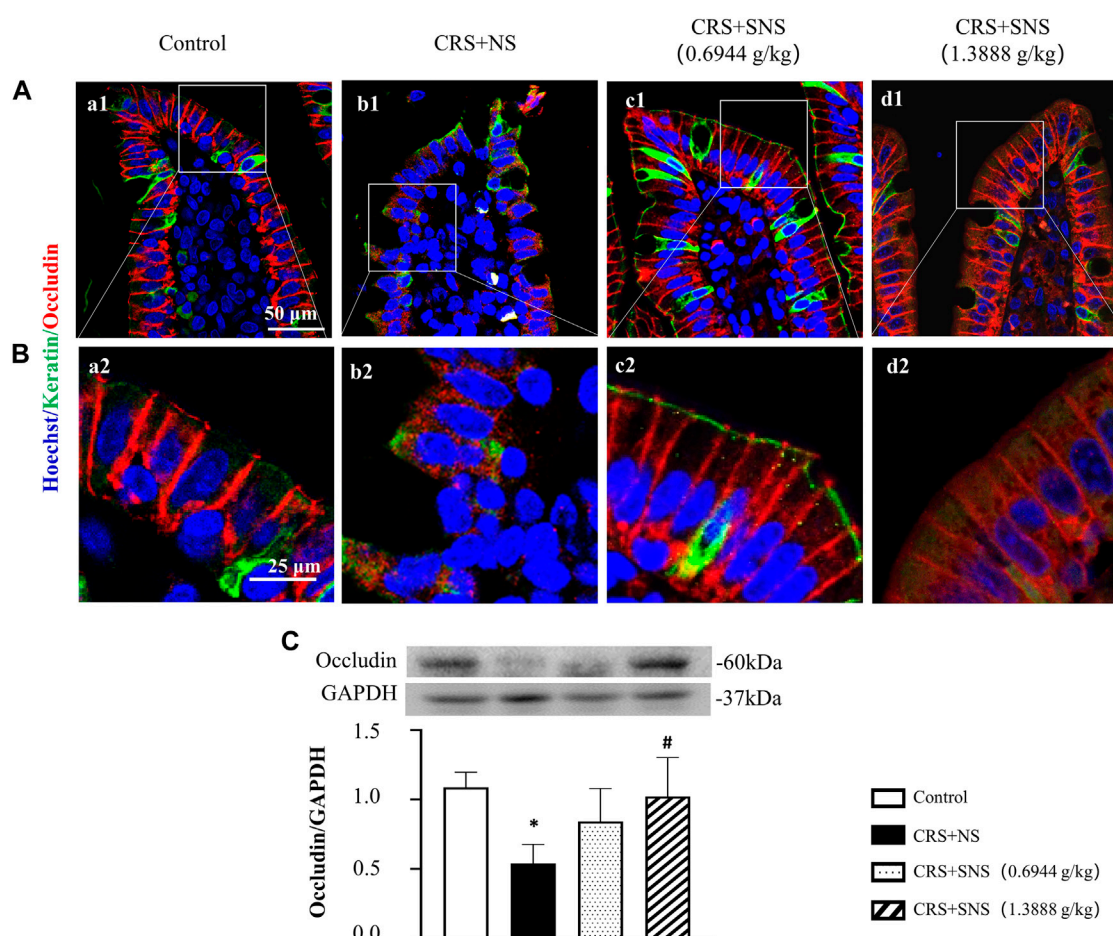 Control
CRS+NS
CRS+SNS
(0.6944 g/kg)
CRS+SNS
(1.3888 g/kg)
A
a1
b1
c1
d1
50 μm
Hoechst/Keratin/Occludin
B
a2
b2
c2
d2
25 μm
C
Occludin
-60kDa
GAPDH
-37kDa
Occludin/GAPDH
1.5
1.0
0.5
0.0
*
#
Control
CRS+NS
CRS+SNS (0.6944 g/kg)
CRS+SNS (1.3888 g/kg)